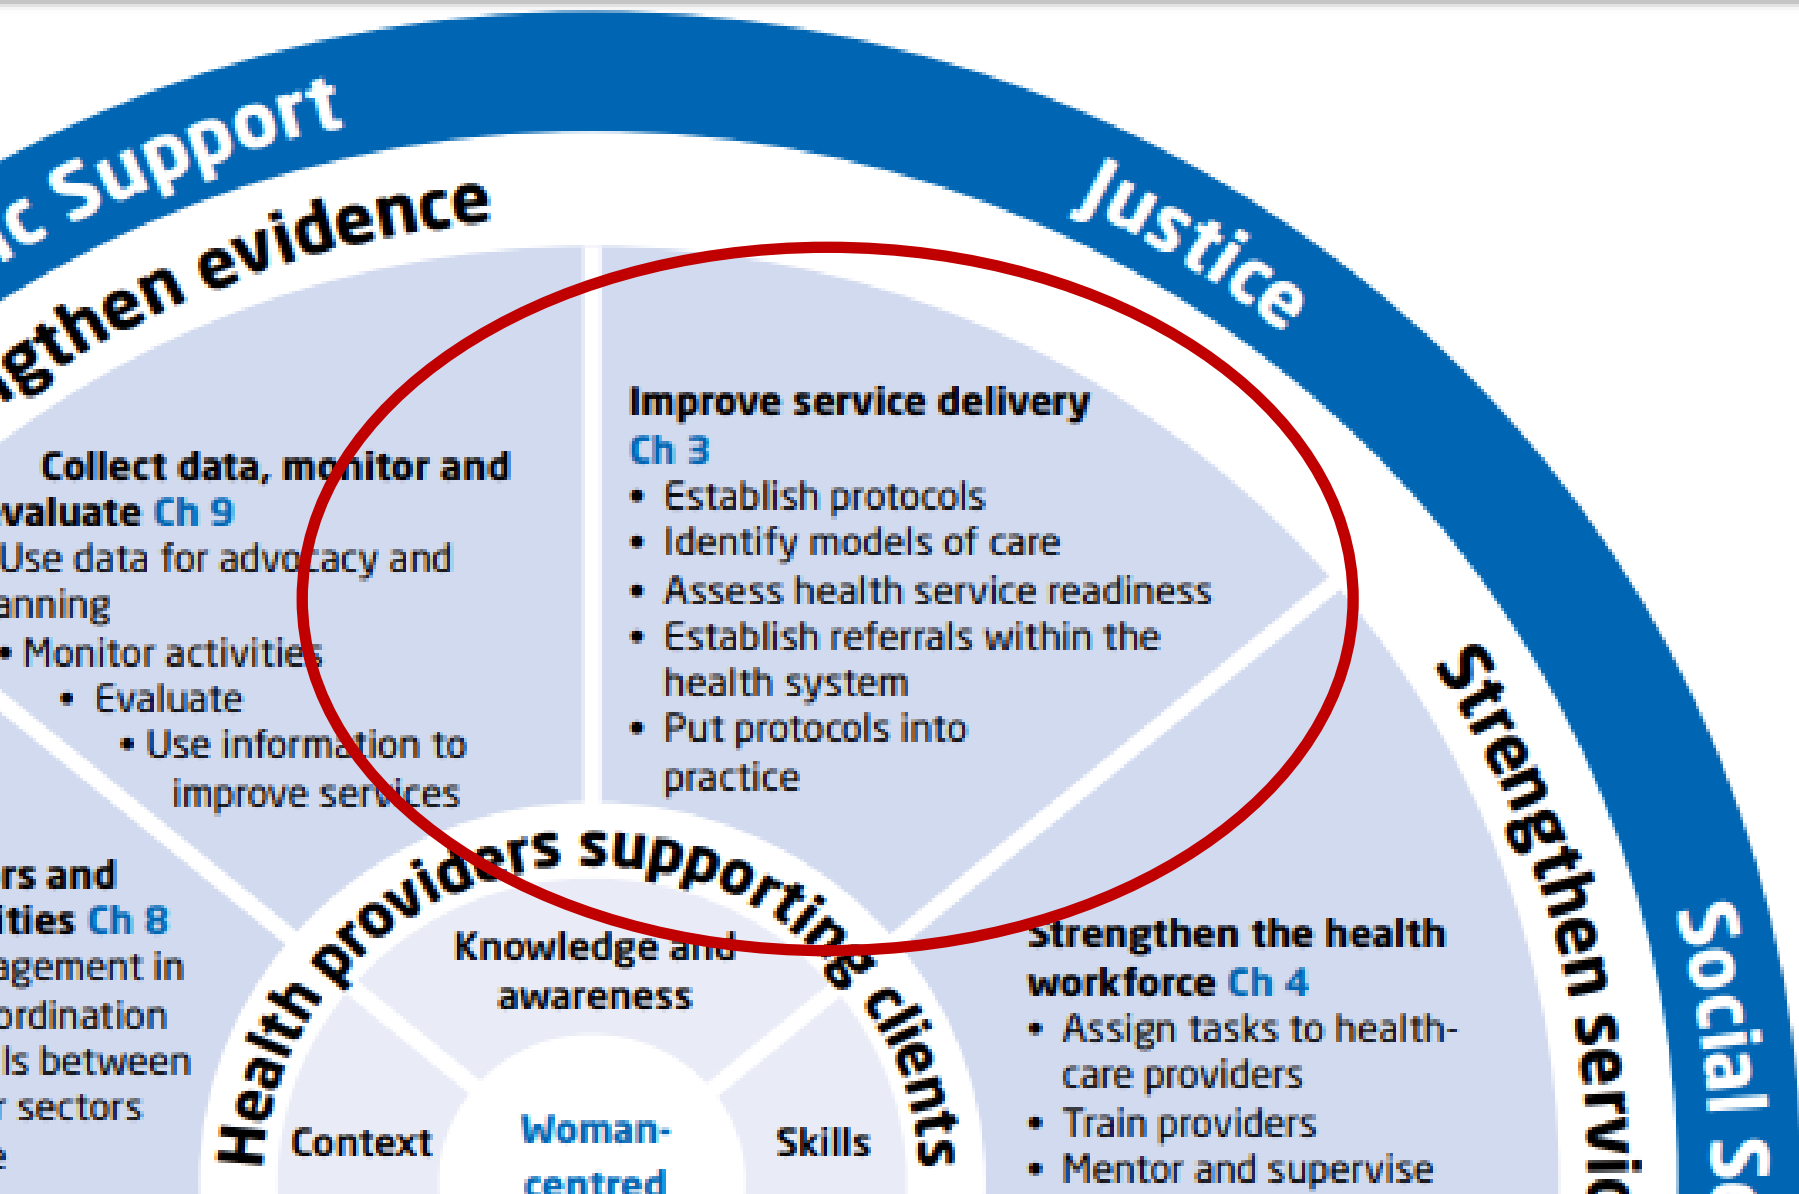 c Support
Justice
gthen evidence
Improve service delivery
Ch 3
• Establish protocols
• Identify models of care
• Assess health service readiness
• Establish referrals within the
health system
• Put protocols into
practice
Collect data, monitor and
valuate Ch 9
Use data for advocacy and
anning
• Monitor activities
• Evaluate
• Use information to
improve services
rs and
ities Ch 8
agement in
ordination
ls between
r sectors
e
Health providers supporting clients
Knowledge and
awareness
Context
Woman-
centred
Skills
Strengthen the health
workforce Ch 4
• Assign tasks to health-
care providers
• Train providers
• Mentor and supervise
Strengthen servic
Social Se